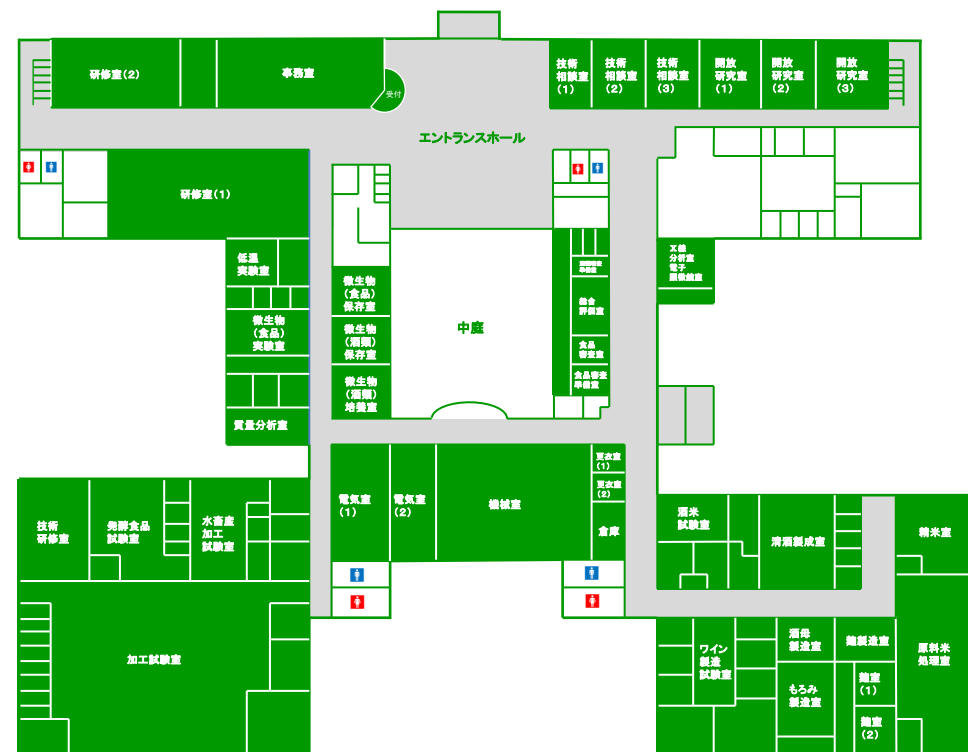 研修室(2)
事務室
受付
技術
相談室
(1)
技術
相談室
(2)
技術
相談室
(3)
開放
研究室
(1)
開放
研究室
(2)
開放
研究室
(3)
エントランスホール
研修室(1)
低温
実験室
微生物
(食品)
実験室
質量分析室
微生物
(食品)
保存室
微生物
(酒類)
保存室
微生物
(酒類)
培養室
中庭
準備室
総合
評価室
食品
審査室
食品審査
準備室
X線
分析室
電子
顕微鏡室
電気室
(1)
電気室
(2)
機械室
更衣室
(1)
更衣室
(2)
倉庫
技術
研修室
発酵食品
試験室
水畜産
加工
試験室
加工試験室
酒米
試験室
清酒製成室
精米室
ワイン
製造
試験室
酒母
製造室
もろみ
製造室
麹製造室
麹室
(1)
麹室
(2)
原料米
処理室